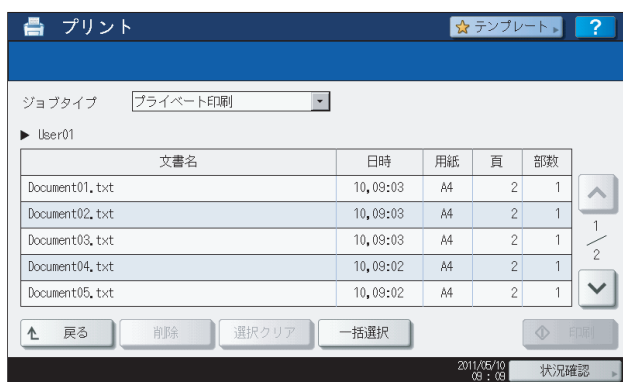 プリント
テンプレート
?
ジョブタイプ プライベート印刷
User01
文書名 日時 用紙 頁 部数
Document01.txt 10,09:03 A4 2 1
Document02.txt 10,09:03 A4 2 1
Document03.txt 10,09:03 A4 2 1
Document04.txt 10,09:02 A4 2 1
Document05.txt 10,09:02 A4 2 1
1/2
戻る 削除 選択クリア 一括選択 印刷
2011/05/10
09:09
状況確認